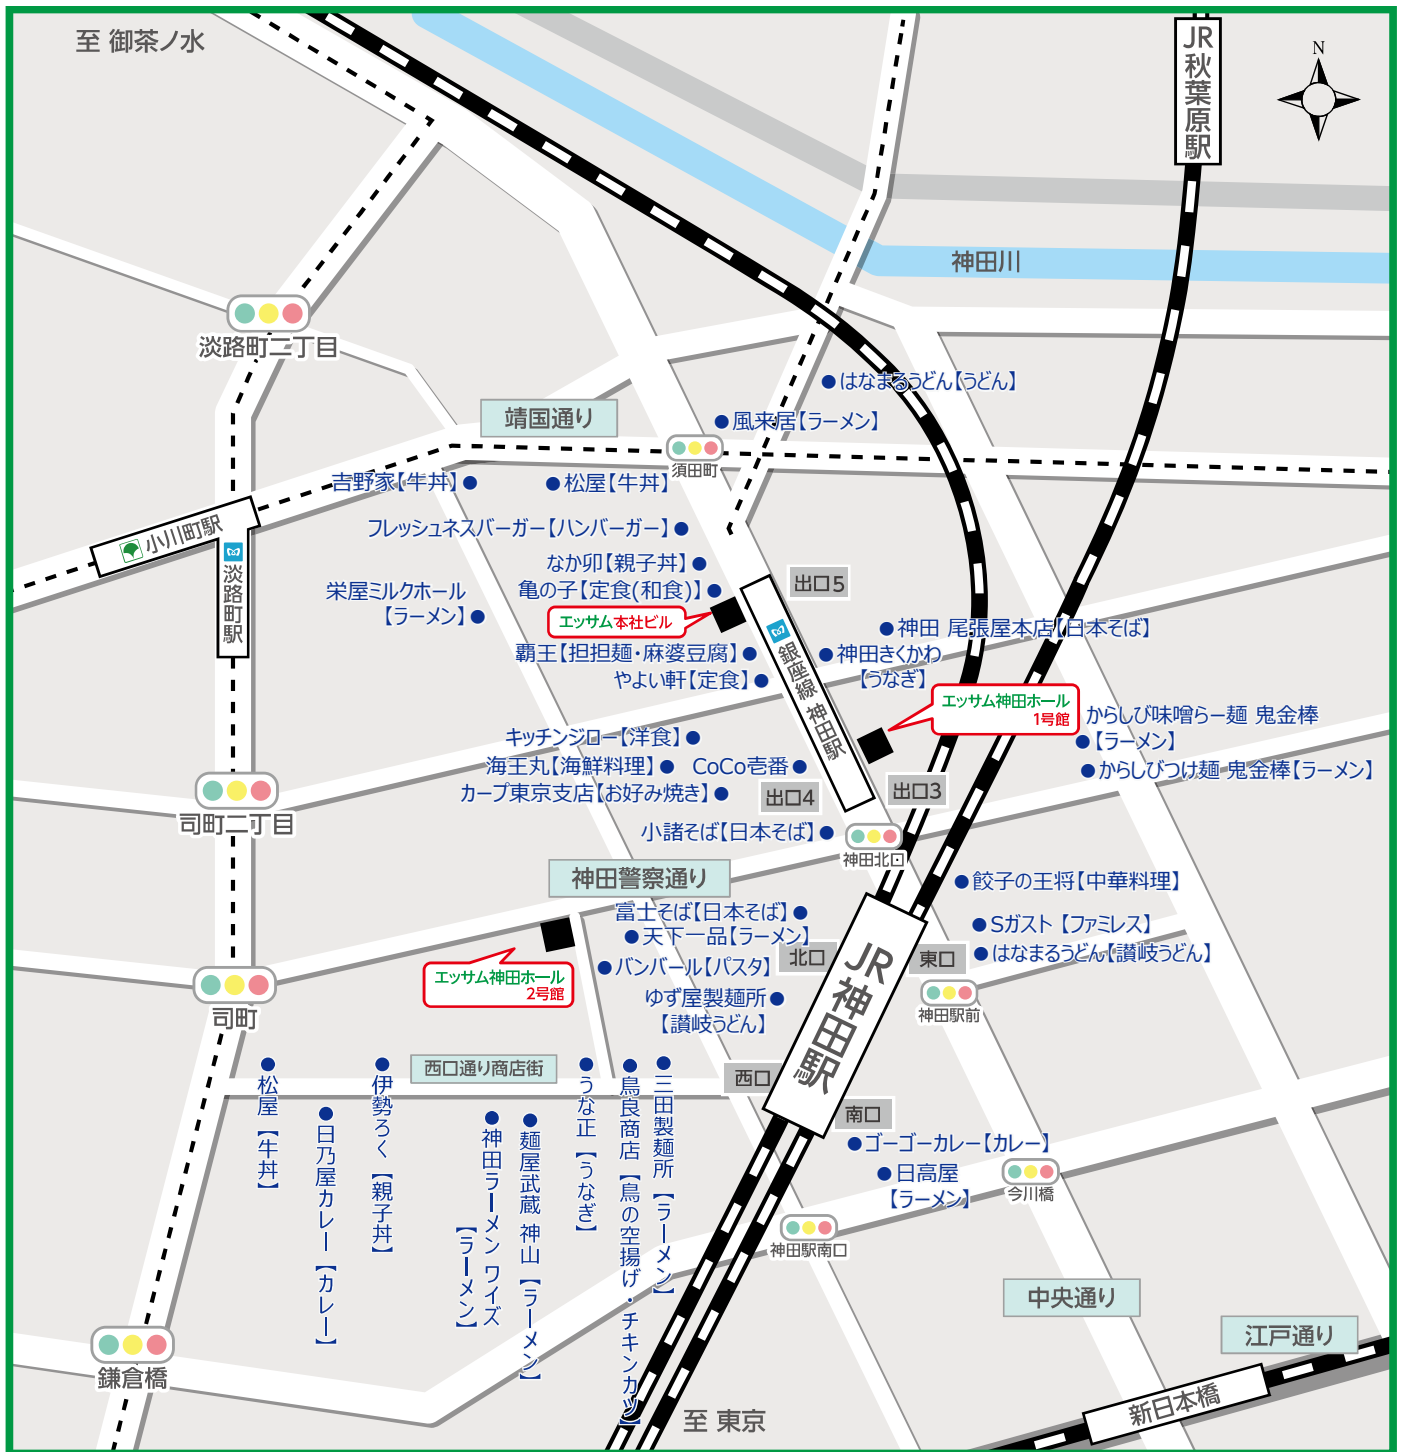 至 御茶ノ水
JR秋葉原駅
N
神田川
淡路町二丁目
はなまるうどん【うどん】
靖国通り
風来居【ラーメン】
須田町
吉野家【牛丼】
松屋【牛丼】
小川町駅
フレッシュネスバーガー【ハンバーガー】
淡路町駅
なか卯【親子丼】
出口5
亀の子【定食(和食)】
栄屋ミルクホール
【ラーメン】
エッサム本社ビル
銀座線 神田駅
神田 尾張屋本店【日本そば】
覇王【担担麺・麻婆豆腐】
神田きくかわ
【うなぎ】
やよい軒【定食】
エッサム神田ホール
1号館
からしび味噌らー麺 鬼金棒
【ラーメン】
キッチンジロー【洋食】
海王丸【海鮮料理】
CoCo壱番
からしびつけ麺 鬼金棒【ラーメン】
カープ東京支店【お好み焼き】
出口4
出口3
司町二丁目
小諸そば【日本そば】
神田北口
神田警察通り
餃子の王将【中華料理】
富士そば【日本そば】
Sガスト【ファミレス】
天下一品【ラーメン】
北口
東口
はなまるうどん【讃岐うどん】
バンバール【パスタ】
エッサム神田ホール
2号館
JR神田駅
ゆず屋製麺所
【讃岐うどん】
神田駅前
司町
西口通り商店街
西口
南口
松屋【牛丼】
日乃屋カレー【カレー】
伊勢ろく【親子丼】
神田ラーメン ワイズ
【ラーメン】
麺屋武蔵 神山【ラーメン】
うな正【うなぎ】
鳥良商店【鳥の空揚げ・チキンカツ】
三田製麺所【ラーメン】
ゴーゴーカレー【カレー】
日高屋
【ラーメン】
今川橋
神田駅南口
中央通り
江戸通り
鎌倉橋
新日本橋
至 東京